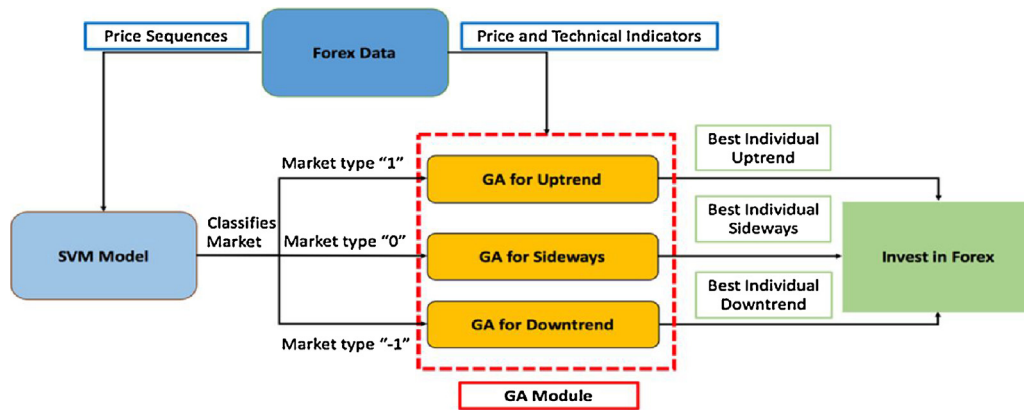 Price Sequences
Forex Data
Price and Technical Indicators
Market type “1”
GA for Uptrend
Best Individual
Uptrend
SVM Model
Classifies
Market
Market type “0”
GA for Sideways
Best Individual
Sideways
Invest in Forex
Market type “-1”
GA for Downtrend
Best Individual
Downtrend
GA Module